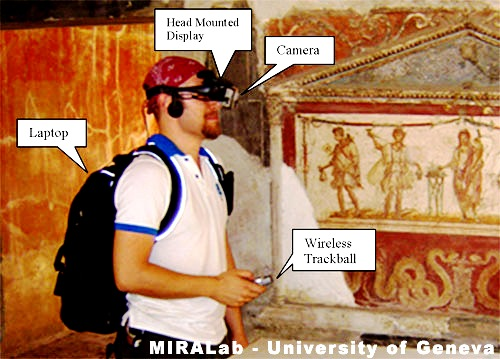 Head Mounted
Display
Camera
Laptop
Wireless
Trackball
MIRALab - University of Geneva